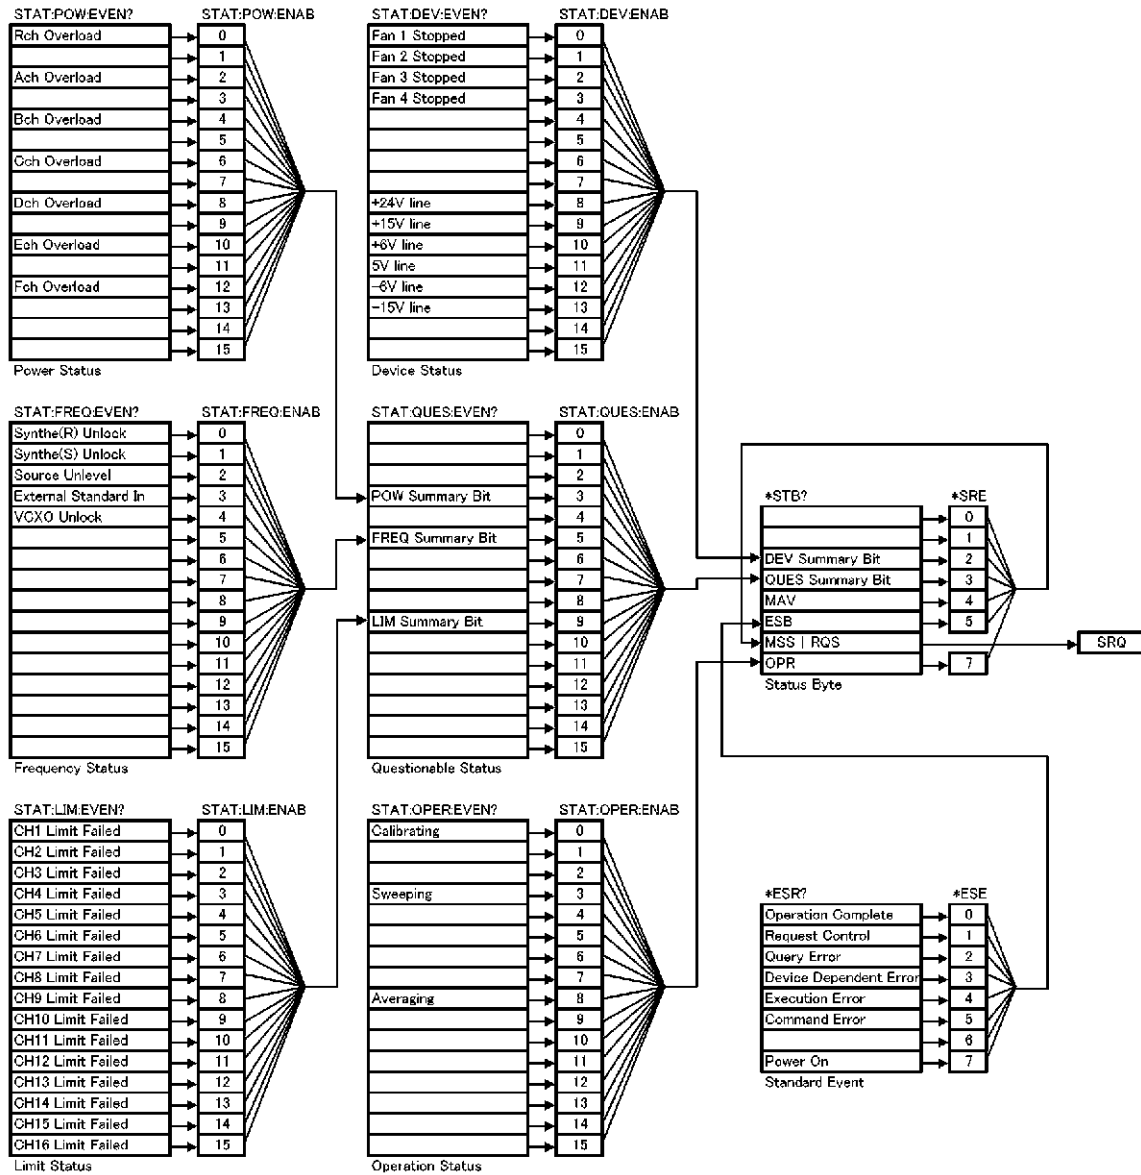 STAT:POW:EVEN? STAT:POW:ENAB
Rch Overload 0
1
Ach Overload 2
3
Bch Overload 4
5
Cch Overload 6
7
Dch Overload 8
9
Ech Overload 10
11
Fch Overload 12
13
14
15
Power Status
STAT:DEV:EVEN? STAT:DEV:ENAB
Fan 1 Stopped 0
Fan 2 Stopped 1
Fan 3 Stopped 2
Fan 4 Stopped 3
4
5
6
7
+24V line 8
+15V line 9
+6V line 10
5V line 11
-6V line 12
-15V line 13
14
15
Device Status
STAT:FREQ:EVEN? STAT:FREQ:ENAB
Synthe(R) Unlock 0
Synthe(S) Unlock 1
Source Unlevel 2
External Standard In 3
VCXO Unlock 4
5
6
7
8
9
10
11
12
13
14
15
Frequency Status
STAT:QUES:EVEN? STAT:QUES:ENAB
0
1
2
POW Summary Bit 3
4
FREQ Summary Bit 5
6
7
8
LIM Summary Bit 9
10
11
12
13
14
15
Questionable Status
*STB? *SRE
0
1
DEV Summary Bit 2
QUES Summary Bit 3
MAV 4
ESB 5
MSS | RQS
OPR 7
Status Byte
SRQ
STAT:LIM:EVEN? STAT:LIM:ENAB
CH1 Limit Failed 0
CH2 Limit Failed 1
CH3 Limit Failed 2
CH4 Limit Failed 3
CH5 Limit Failed 4
CH6 Limit Failed 5
CH7 Limit Failed 6
CH8 Limit Failed 7
CH9 Limit Failed 8
CH10 Limit Failed 9
CH11 Limit Failed 10
CH12 Limit Failed 11
CH13 Limit Failed 12
CH14 Limit Failed 13
CH15 Limit Failed 14
CH16 Limit Failed 15
Limit Status
STAT:OPER:EVEN? STAT:OPER:ENAB
Calibrating 0
1
2
Sweeping 3
4
5
6
7
Averaging 8
9
10
11
12
13
14
15
Operation Status
*ESR? *ESE
Operation Complete 0
Request Control 1
Query Error 2
Device Dependent Error 3
Execution Error 4
Command Error 5
6
Power On 7
Standard Event